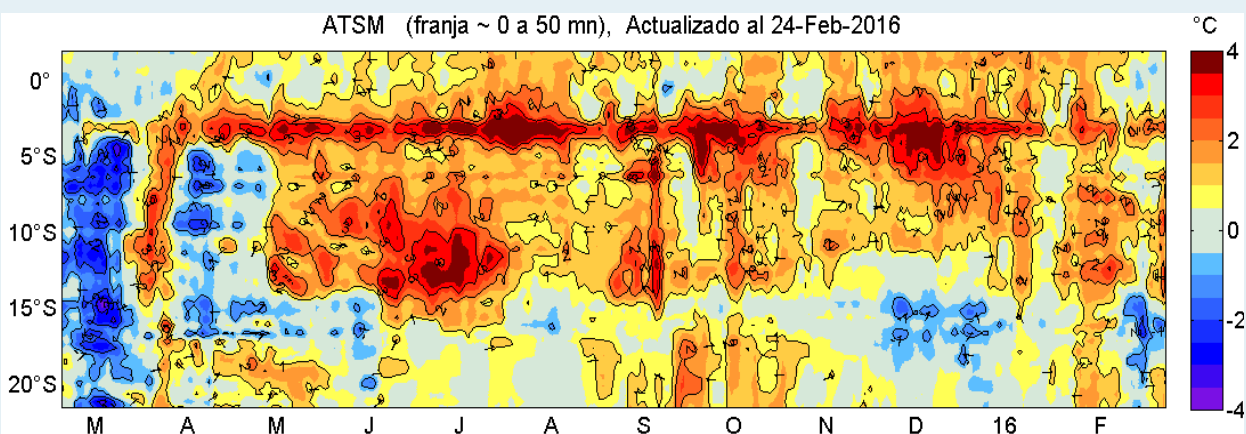 ATSM (franja ~ 0 a 50 mn), Actualizado al 24-Feb-2016
°C
0°
5°S
10°S
15°S
20°S
M A M J J A S O N D 16 F
4
2
0
-2
-4